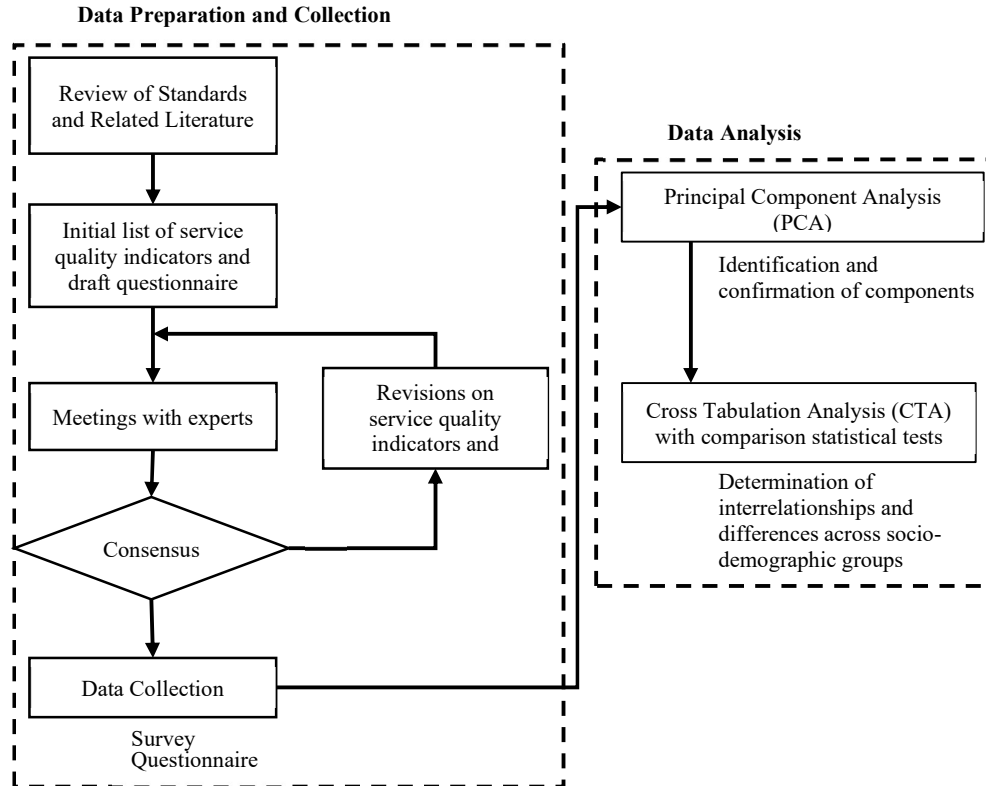 Data Preparation and Collection
Review of Standards
and Related Literature
Initial list of service
quality indicators and
draft questionnaire
Meetings with experts
Revisions on
service quality
indicators and
Consensus
Data Collection
Survey
Questionnaire
Data Analysis
Principal Component Analysis
(PCA)
Identification and
confirmation of components
Cross Tabulation Analysis (CTA)
with comparison statistical tests
Determination of
interrelationships and
differences across socio-
demographic groups